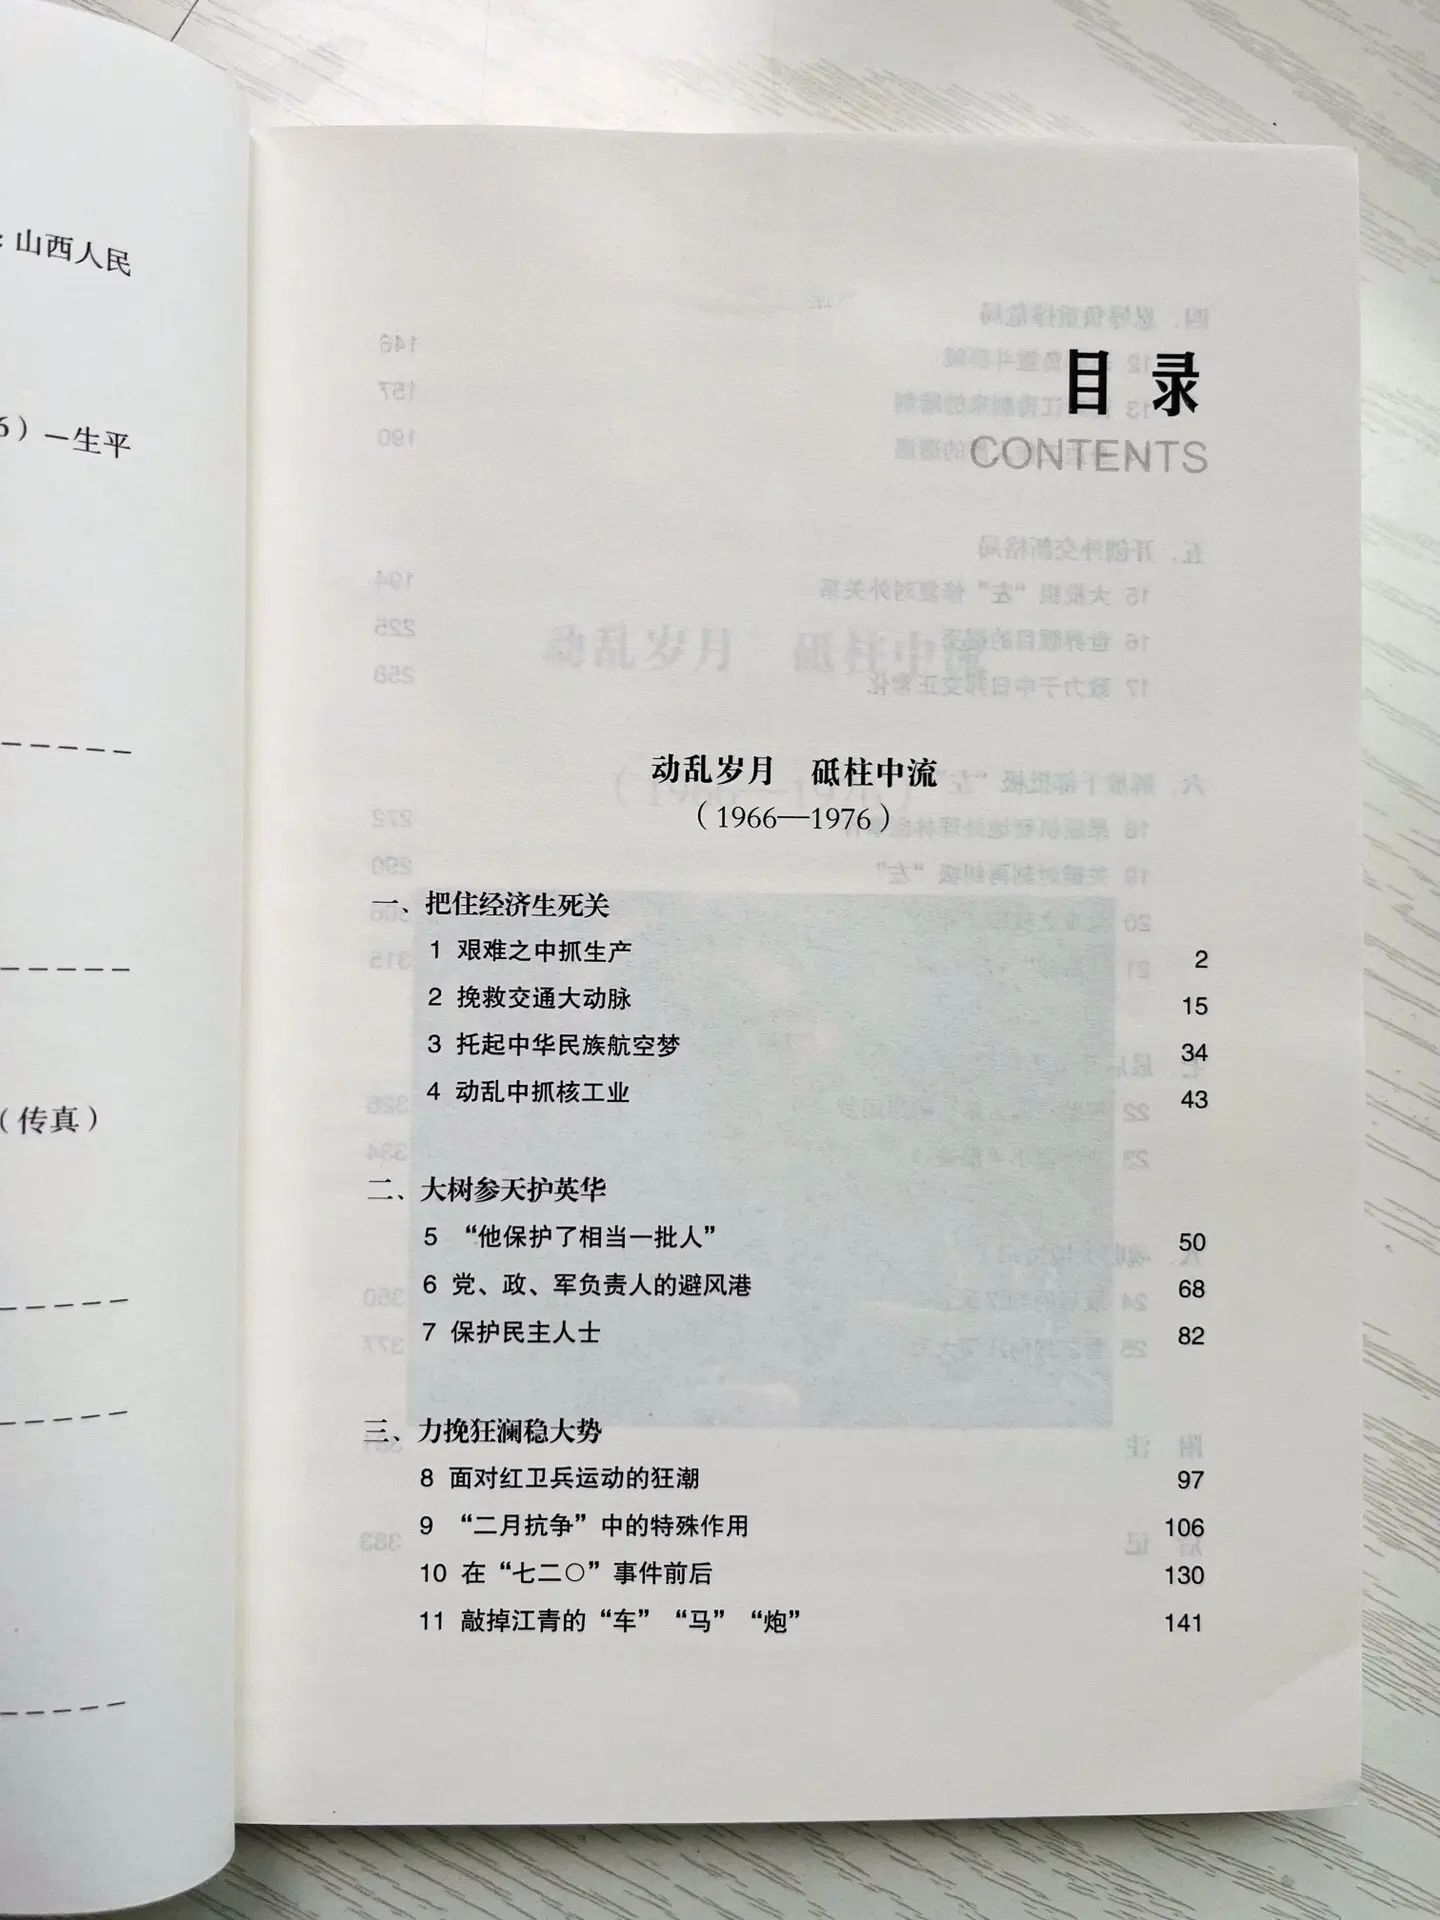 ：山西人民
6）—生平
（传真）
目录
CONTENTS
动乱岁月　砥柱中流
（1966—1976）
一、把住经济生死关
1 艰难之中抓生产 2
2 挽救交通大动脉 15
3 托起中华民族航空梦 34
4 动乱中抓核工业 43
二、大树参天护英华
5 “他保护了相当一批人” 50
6 党、政、军负责人的避风港 68
7 保护民主人士 82
三、力挽狂澜稳大势
8 面对红卫兵运动的狂潮 97
9 “二月抗争”中的特殊作用 106
10 在“七二〇”事件前后 130
11 敲掉江青的“车”“马”“炮” 141